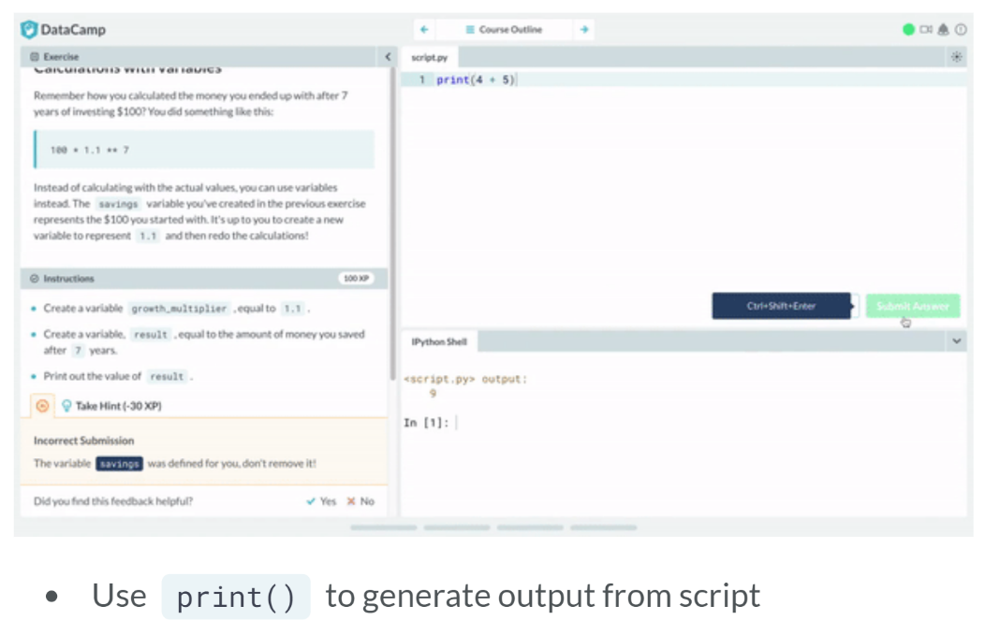 DataCamp
Course Outline
Exercise
script.py
Calculations with variables
1 print(4 + 5)
Remember how you calculated the money you ended up with after 7
years of investing $100? You did something like this:
100 * 1.1 ** 7
Instead of calculating with the actual values, you can use variables
instead. The savings variable you've created in the previous exercise
represents the $100 you started with. It's up to you to create a new
variable to represent 1.1 and then redo the calculations!
Instructions
100 XP
Create a variable growth_multiplier , equal to 1.1 .
Create a variable, result , equal to the amount of money you saved
after 7 years.
Print out the value of result .
Take Hint (-30 XP)
Incorrect Submission
The variable savings was defined for you, don't remove it!
Did you find this feedback helpful?
Yes
No
Ctrl+Shift+Enter
Submit Answer
IPython Shell
<script.py> output:
9
In [1]:
• Use print() to generate output from script